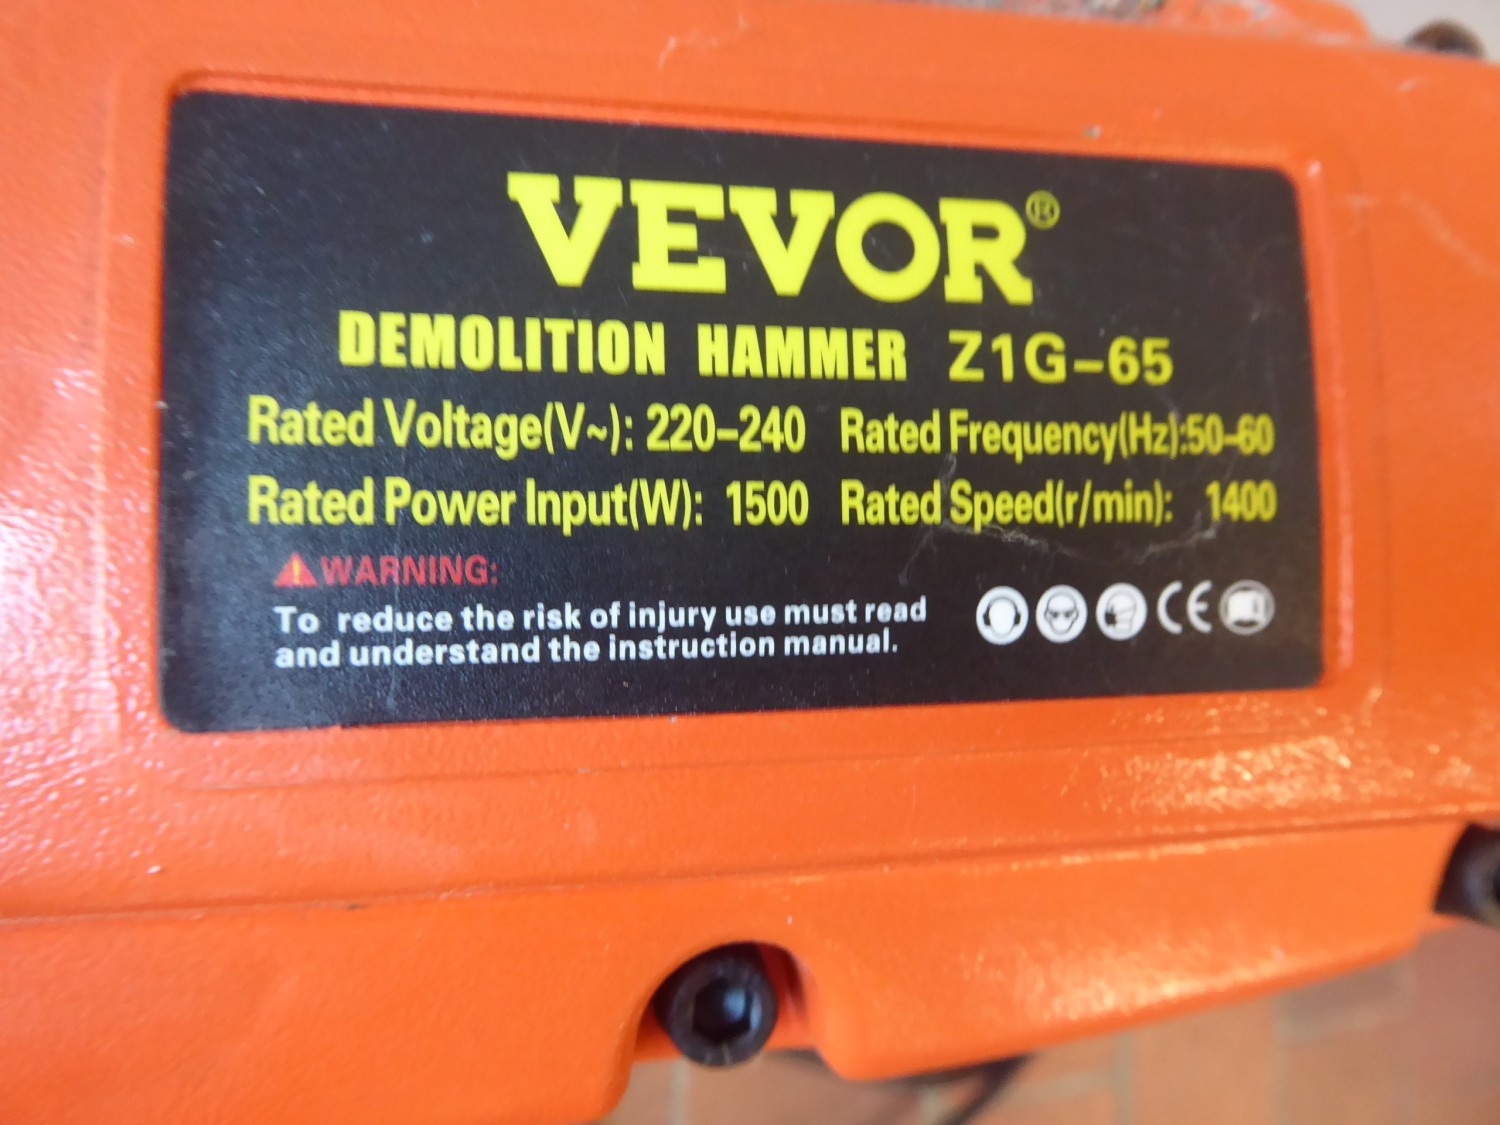 VEVOR®
DEMOLITION HAMMER Z1G-65
Rated Voltage(V~): 220-240 Rated Frequency(Hz):50-60
Rated Power Input(W): 1500 Rated Speed(r/min): 1400
WARNING:
To reduce the risk of injury use must read
and understand the instruction manual.
CE